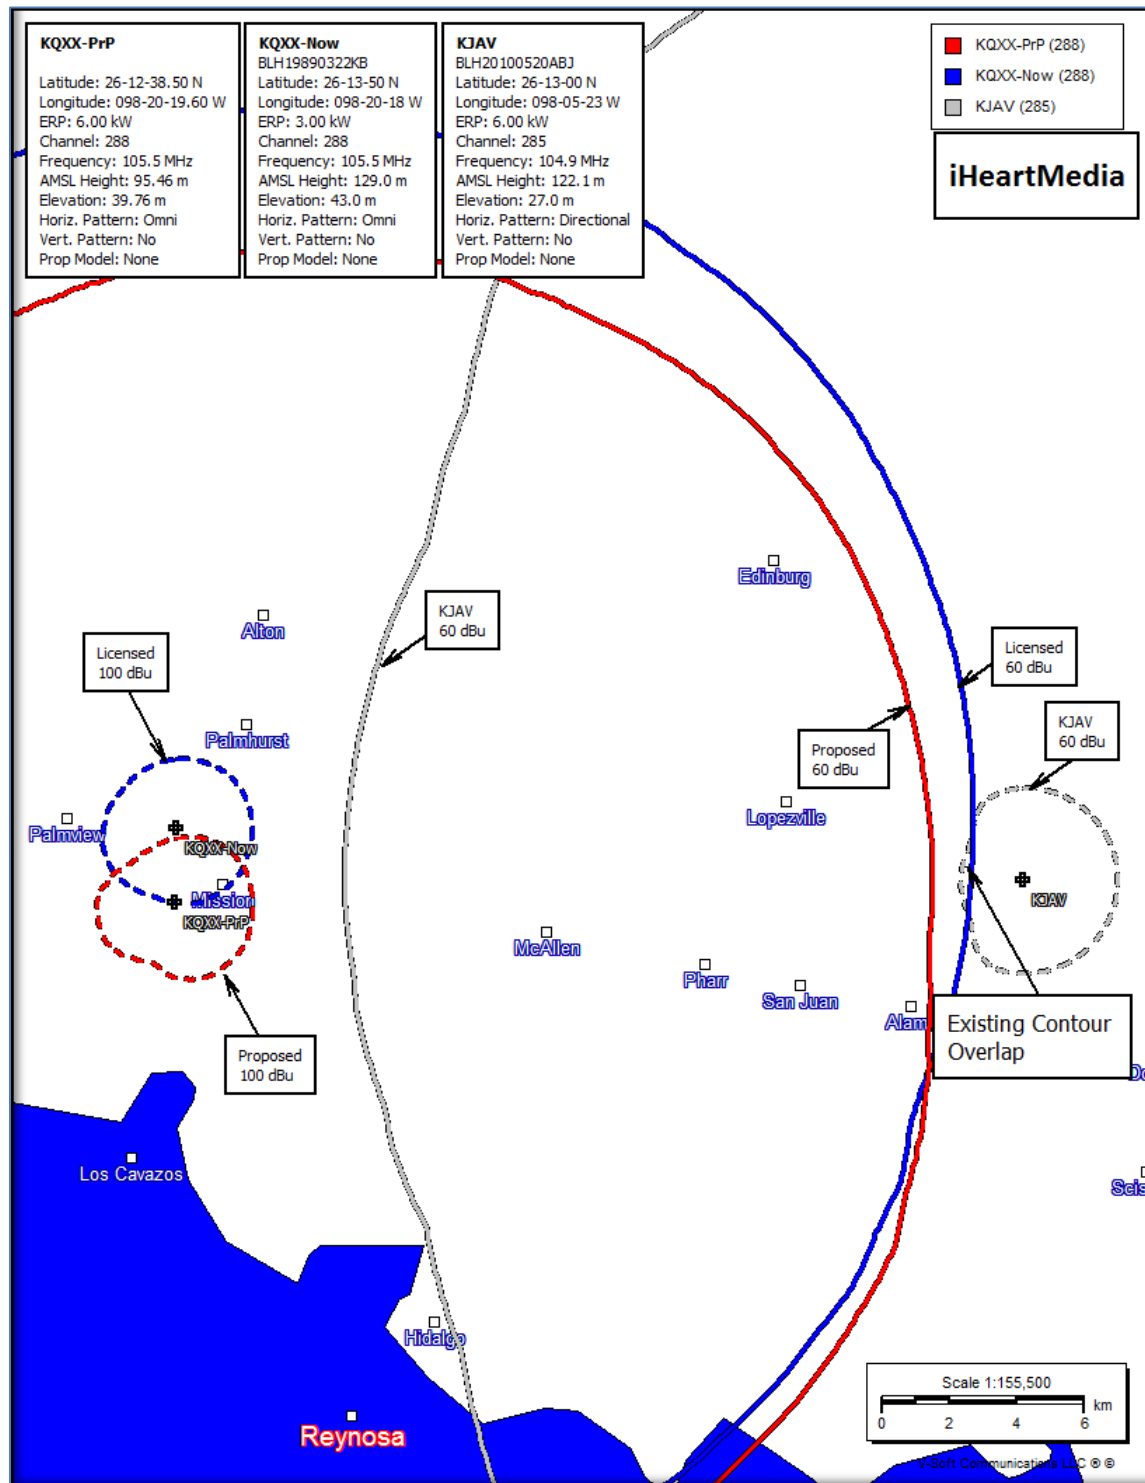 KQXX-PrP
Latitude: 26-12-38.50 N
Longitude: 098-20-19.60 W
ERP: 6.00 kW
Channel: 288
Frequency: 105.5 MHz
AMSL Height: 95.46 m
Elevation: 39.76 m
Horiz. Pattern: Omni
Vert. Pattern: No
Prop Model: None
KQXX-Now
BLH19890322KB
Latitude: 26-13-50 N
Longitude: 098-20-18 W
ERP: 3.00 kW
Channel: 288
Frequency: 105.5 MHz
AMSL Height: 129.0 m
Elevation: 43.0 m
Horiz. Pattern: Omni
Vert. Pattern: No
Prop Model: None
KJAV
BLH20100520ABJ
Latitude: 26-13-00 N
Longitude: 098-05-23 W
ERP: 6.00 kW
Channel: 285
Frequency: 104.9 MHz
AMSL Height: 122.1 m
Elevation: 27.0 m
Horiz. Pattern: Directional
Vert. Pattern: No
Prop Model: None
KQXX-PrP (288)
KQXX-Now (288)
KJAV (285)
iHeartMedia
Edinburg
KJAV
60 dBu
Alton
Licensed
100 dBu
Licensed
60 dBu
Palmhurst
Proposed
60 dBu
KJAV
60 dBu
Lopezville
Palmview
KQXX-Now
Mission
KQXX-PrP
KJAV
McAllen
Pharr
San Juan
Alam
Existing Contour
Overlap
Proposed
100 dBu
Do
Los Cavazos
Scis
Hidalgo
Reynosa
Scale 1:155,500
0 2 4 6 km
V-Soft Communications LLC ® ©